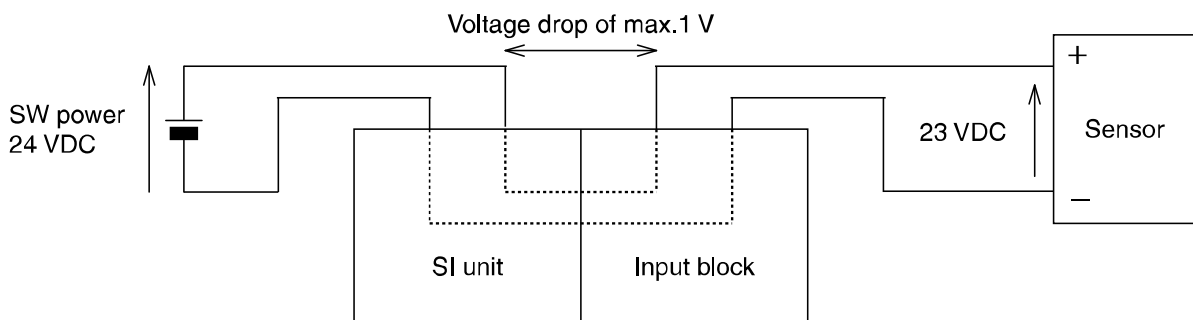 Voltage drop of max.1 V
SW power
24 VDC
+
23 VDC
Sensor
−
SI unit
Input block